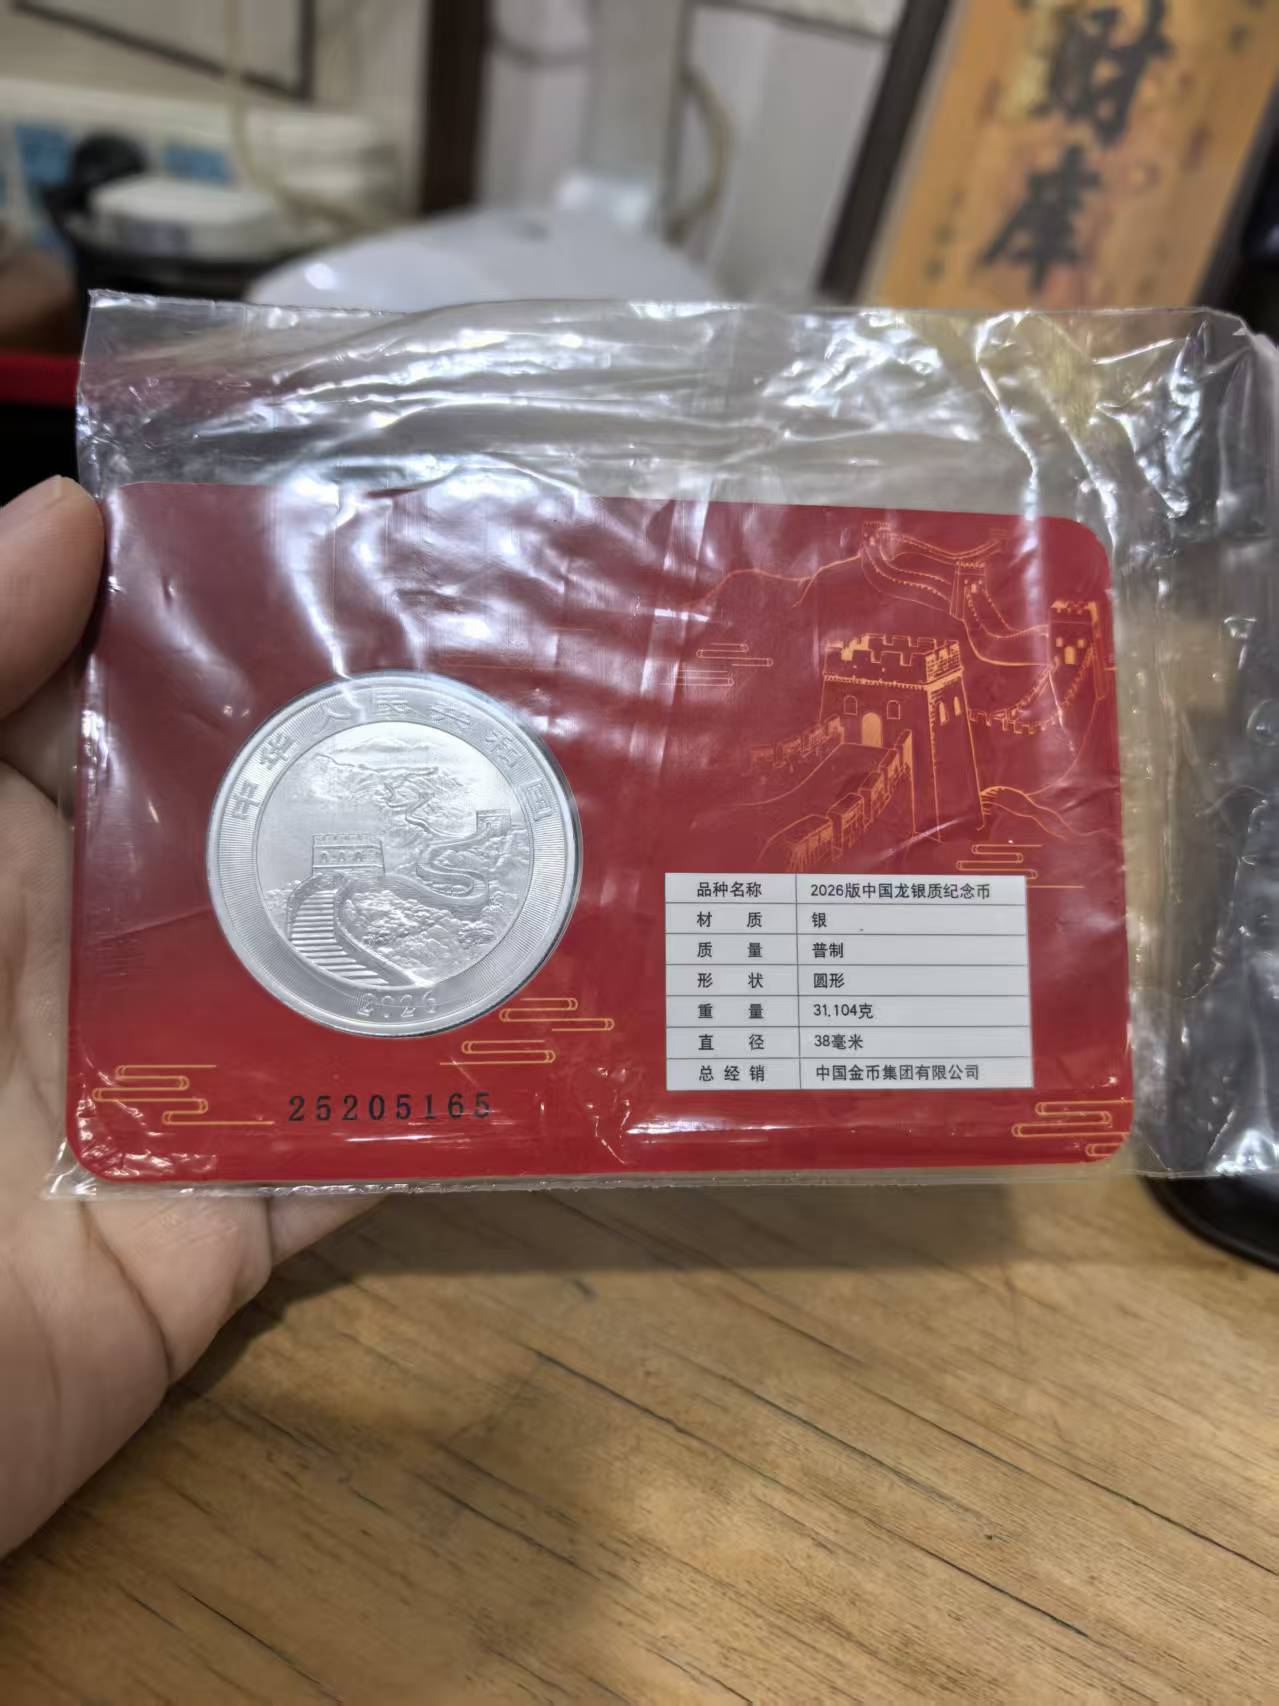 财
库
中华人民共和国
2026
25205165
品种名称 2026版中国龙银质纪念币
材 质 银
质 量 普制
形 状 圆形
重 量 31.104克
直 径 38毫米
总 经 销 中国金币集团有限公司